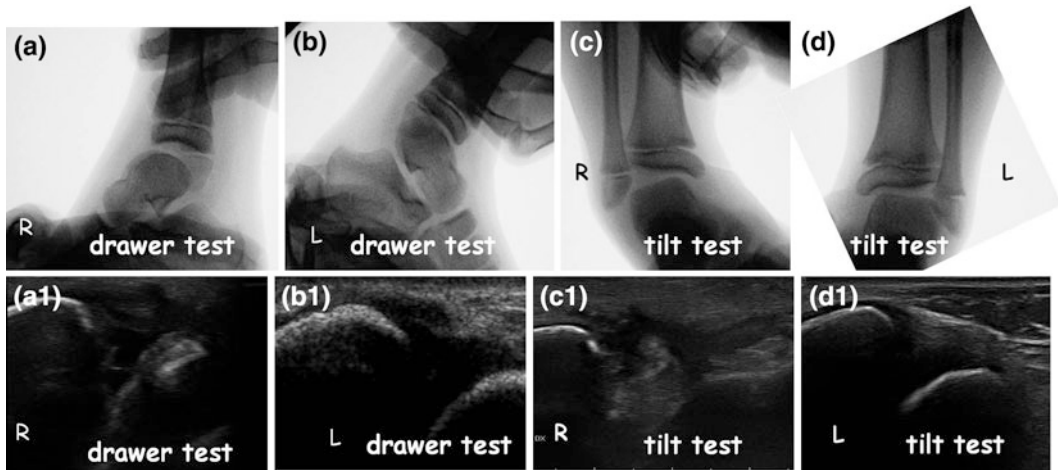 (a)
R
drawer test
(b)
L
drawer test
(c)
R
tilt test
(d)
L
tilt test
(a1)
R
drawer test
(b1)
L
drawer test
(c1)
DX
R
tilt test
(d1)
L
tilt test